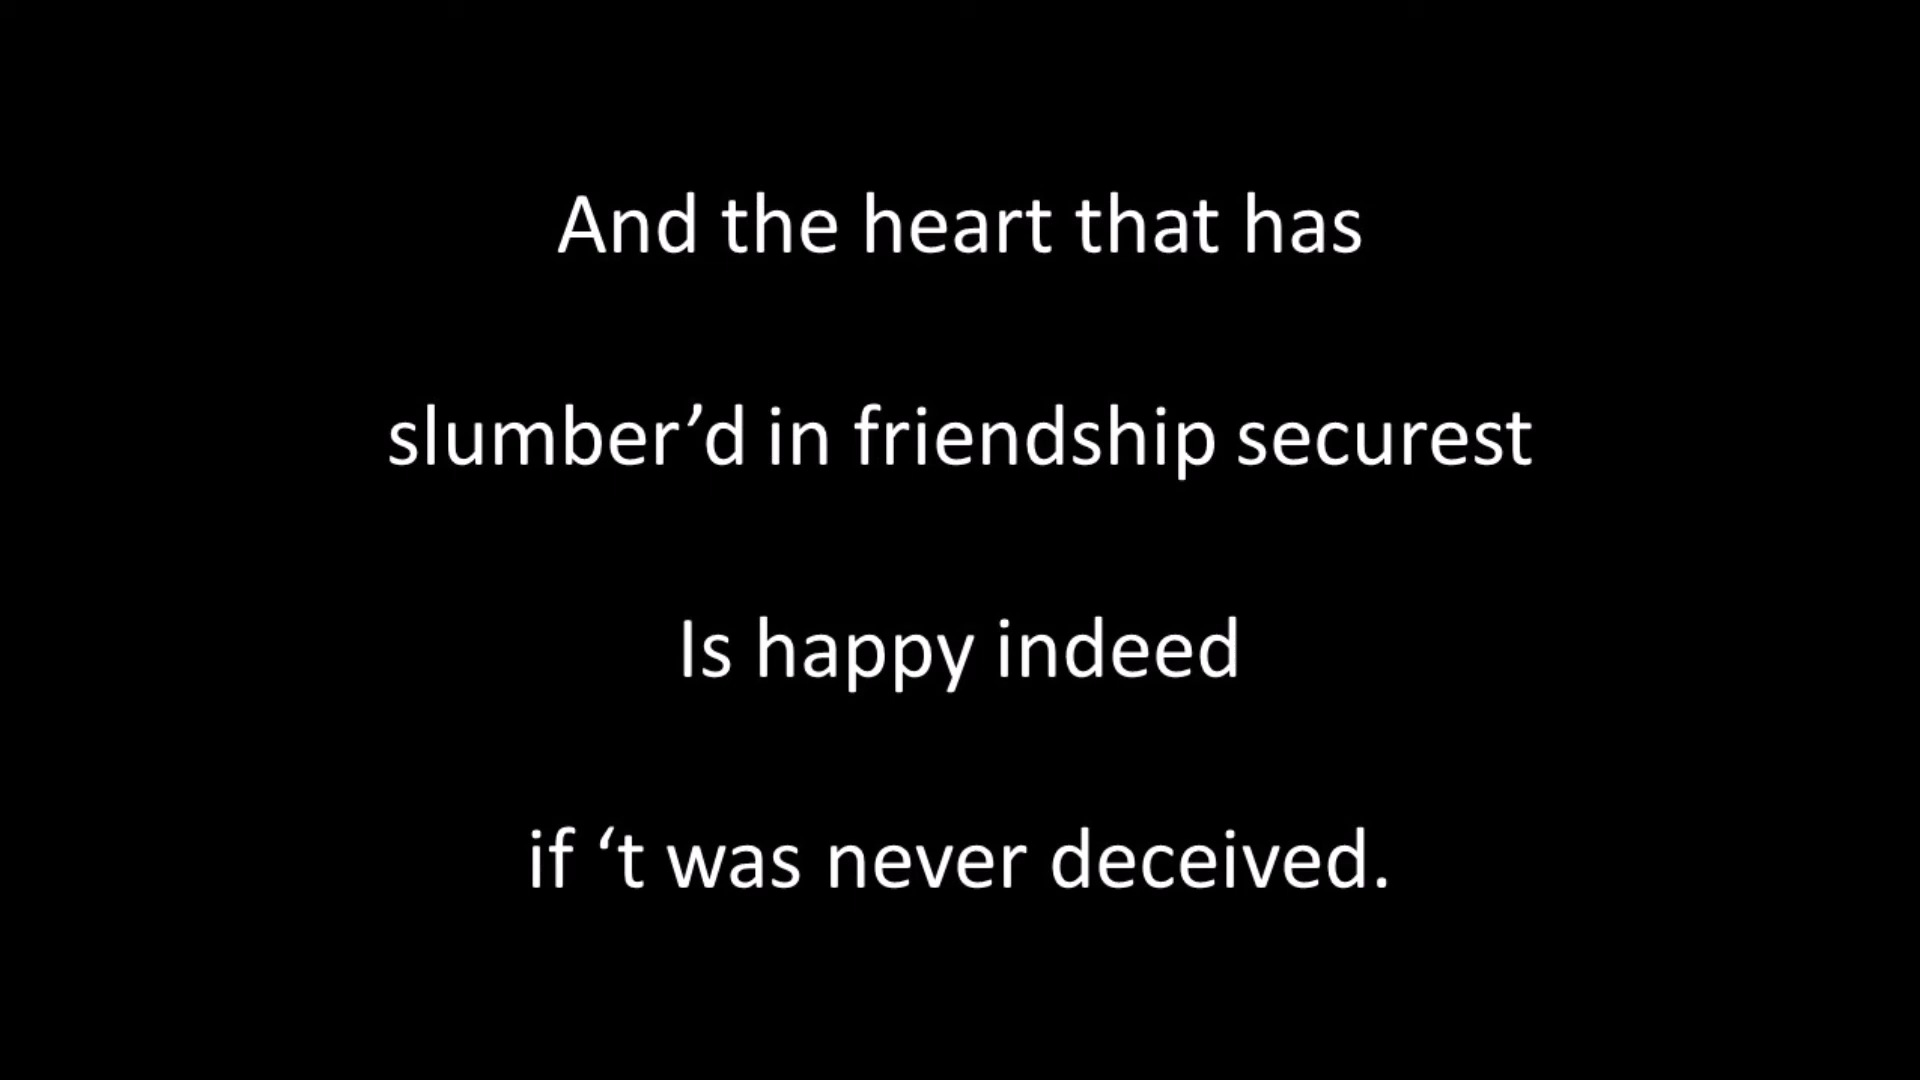 And the heart that has
slumber’d in friendship securest
Is happy indeed
if ‘t was never deceived.